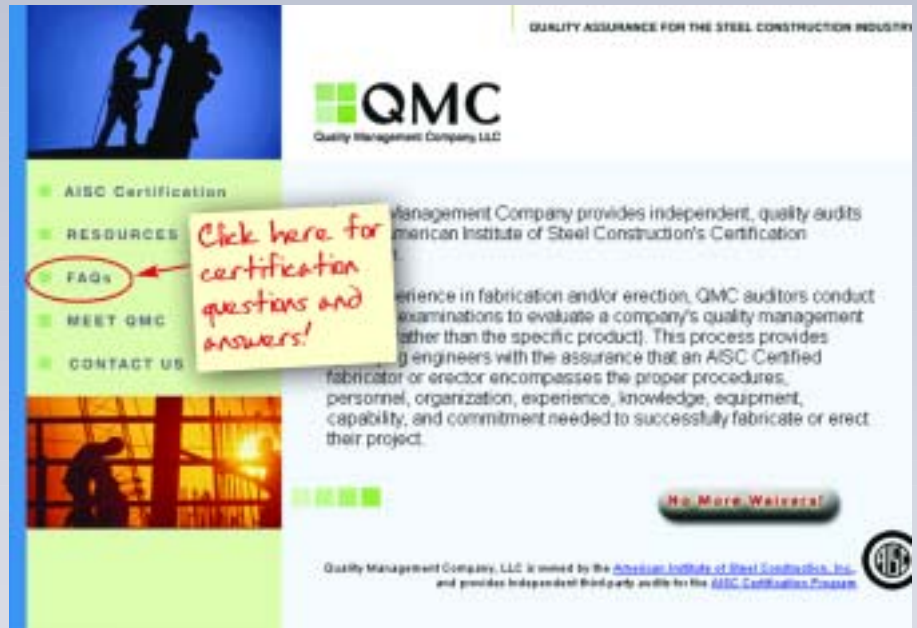 QUALITY ASSURANCE FOR THE STEEL CONSTRUCTION INDUSTRY
QMC
Quality Management Company, LLC
AISC Certification
RESOURCES
FAQs
MEET QMC
CONTACT US
Click here for
certification
questions and
answers!
Management Company provides independent, quality audits
American Institute of Steel Construction's Certification
erience in fabrication and/or erection, QMC auditors conduct
examinations to evaluate a company's quality management
ather than the specific product). This process provides
engineers with the assurance that an AISC Certified
fabricator or erector encompasses the proper procedures,
personnel, organization, experience, knowledge, equipment,
capability, and commitment needed to successfully fabricate or erect
their project.
No More Waivers!
Quality Management Company, LLC is owned by the American Institute of Steel Construction, Inc.,
and provides independent third party audits for the AISC Certification Program
AISC